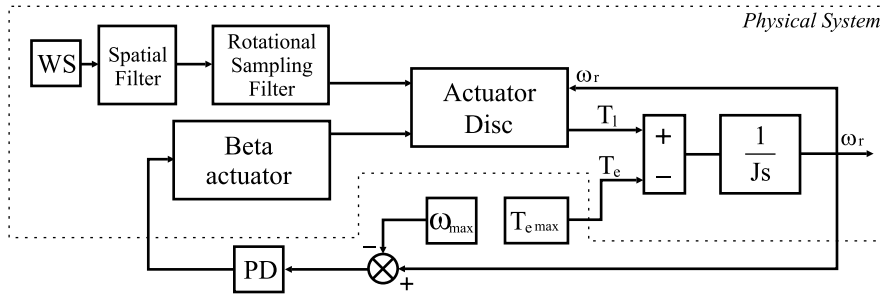 Physical System
WS
Spatial
Filter
Rotational
Sampling
Filter
Actuator
Disc
ωr
Tl
+
−
1
Js
ωr
Beta
actuator
Te
ωmax
Te max
−
+
PD